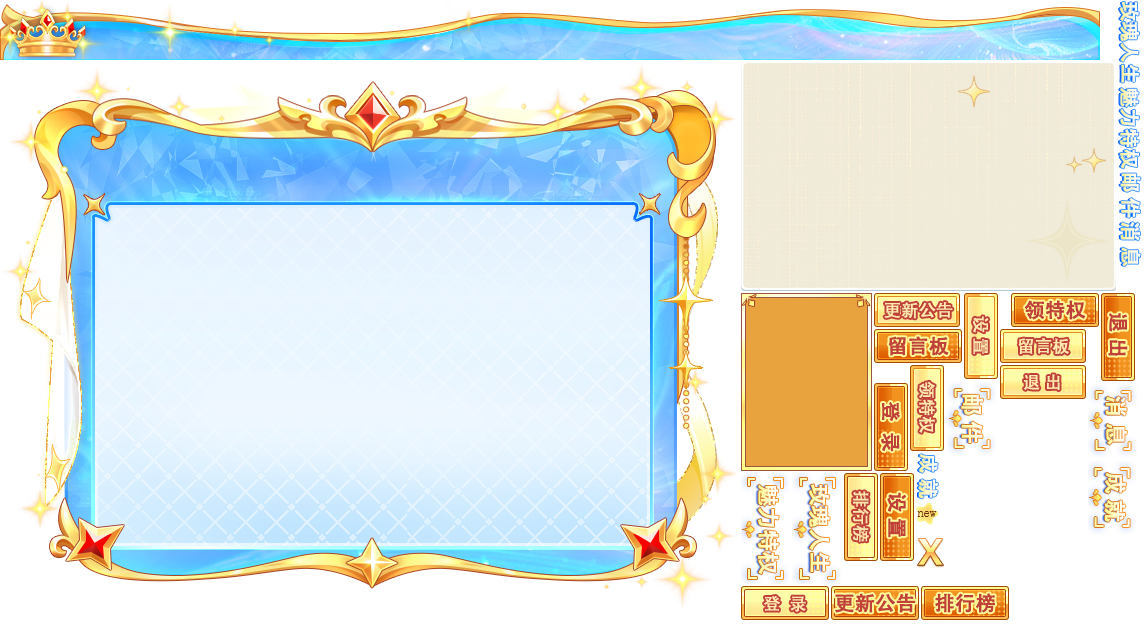 玫瑰人生
魅力特权
邮件
消息
更新公告
设置
领特权
退出
留言板
留言板
退出
领特权
登录
邮件
消息
成就
成就
new
魅力特权
玫瑰人生
排行榜
设置
登录
更新公告
排行榜